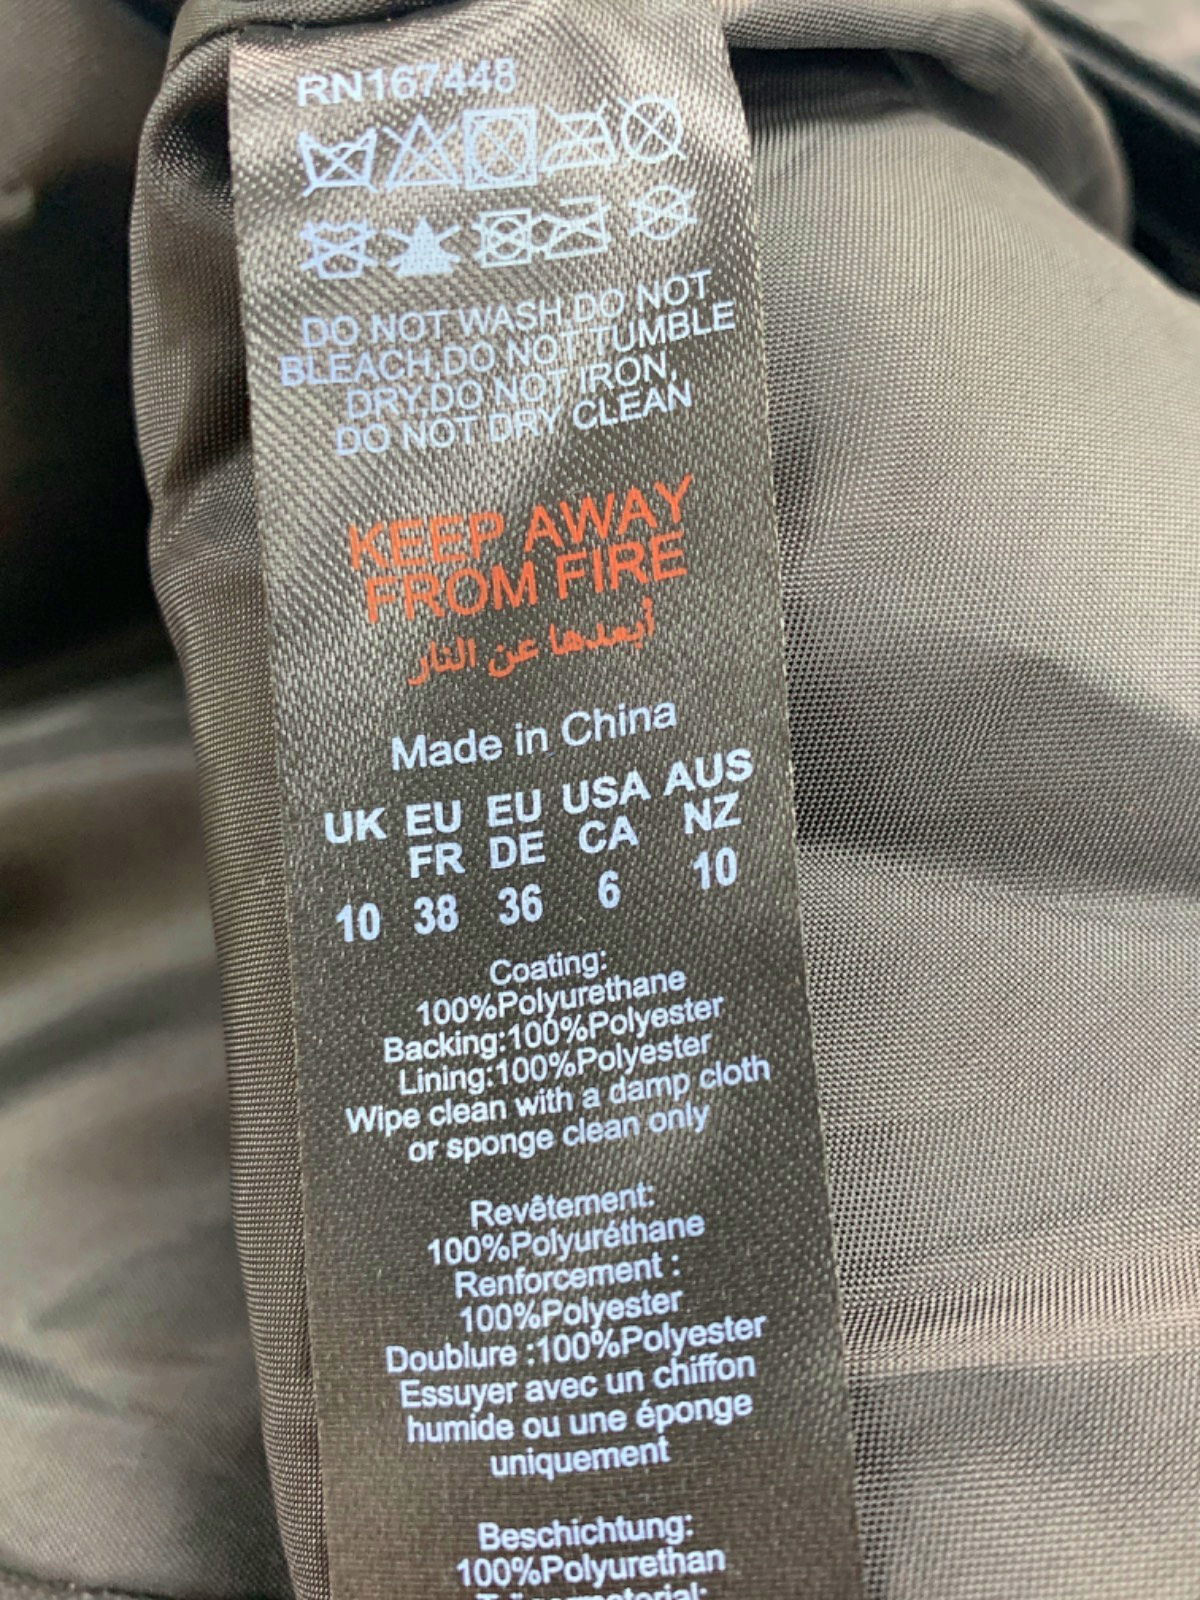 RN167448
DO NOT WASH,DO NOT
BLEACH,DO NOT TUMBLE
DRY,DO NOT IRON,
DO NOT DRY CLEAN
KEEP AWAY
FROM FIRE
أبعدها عن النار
Made in China
UK EU EU USA AUS
FR DE CA NZ
10 38 36 6 10
Coating:
100%Polyurethane
Backing:100%Polyester
Lining:100%Polyester
Wipe clean with a damp cloth
or sponge clean only
Revêtement:
100%Polyuréthane
Renforcement :
100%Polyester
Doublure :100%Polyester
Essuyer avec un chiffon
humide ou une éponge
uniquement
Beschichtung:
100%Polyurethan